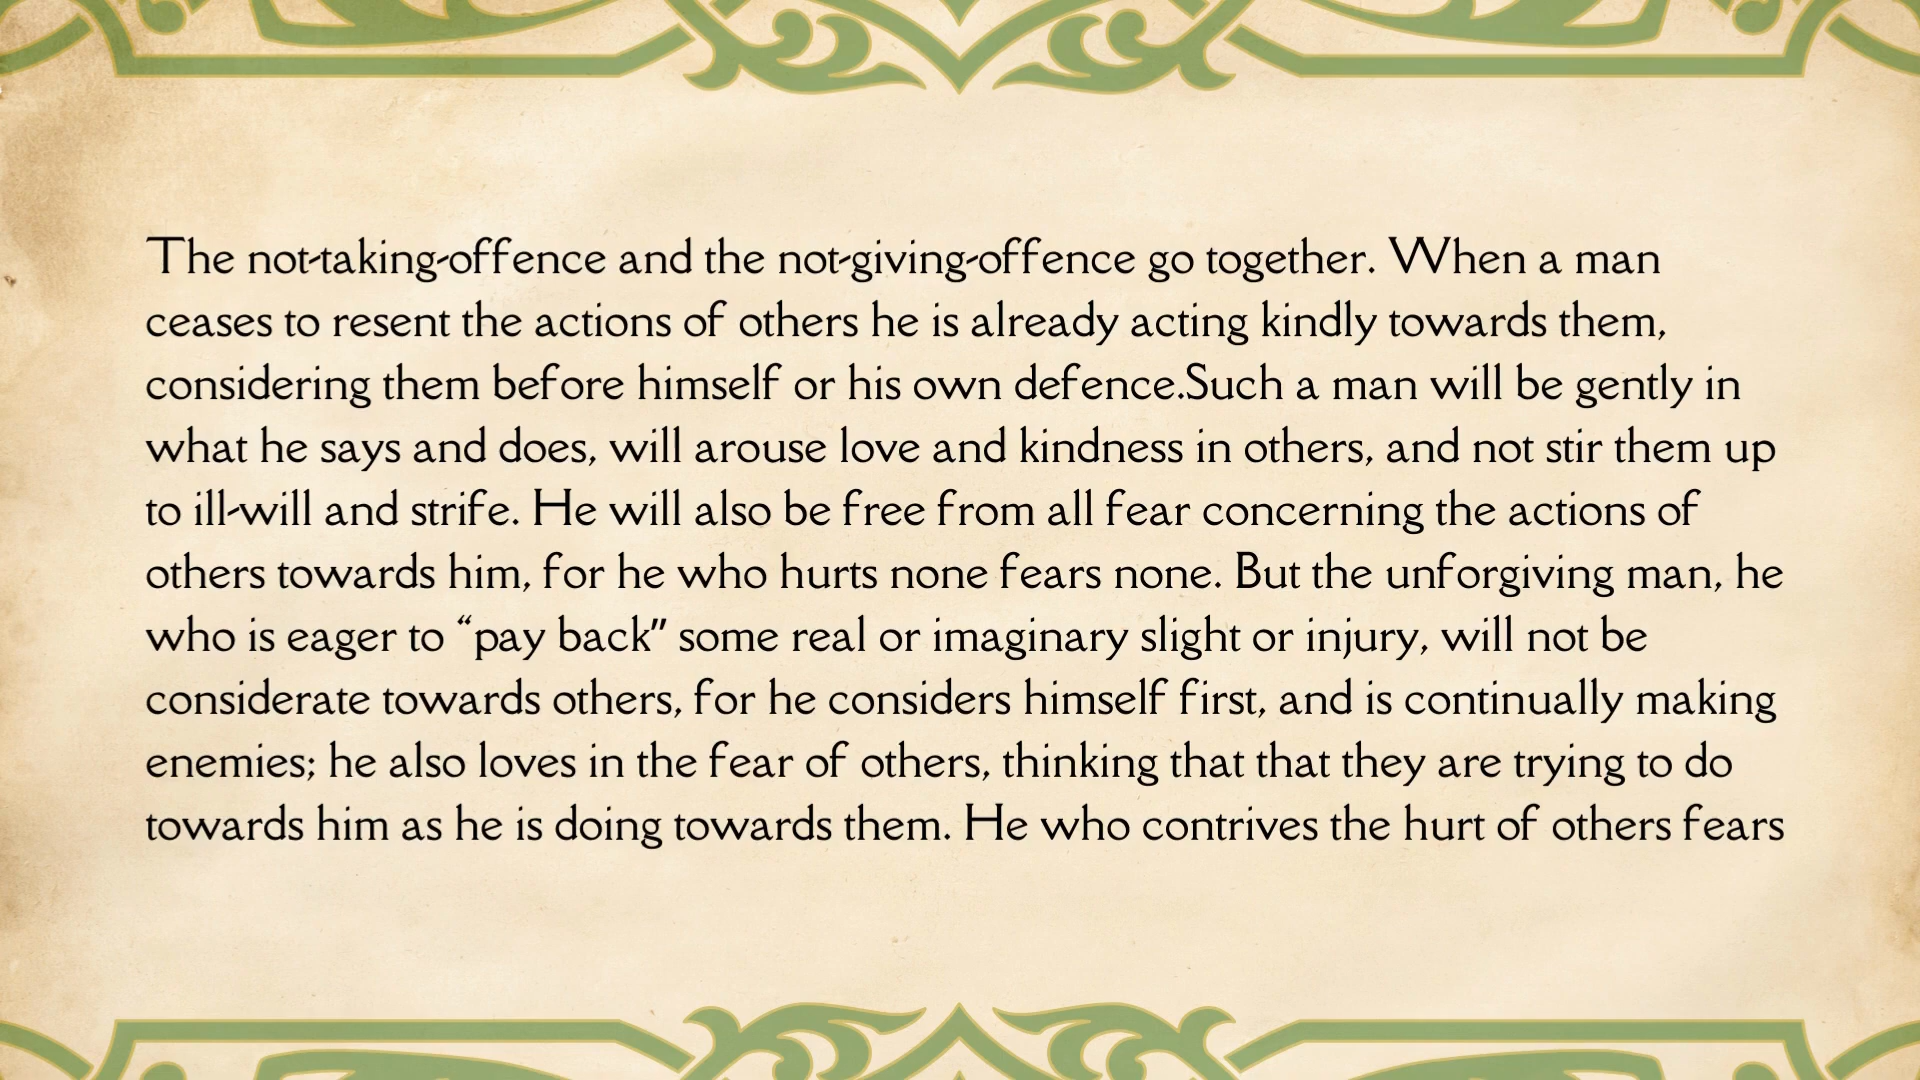 The not-taking-offence and the not-giving-offence go together. When a man
ceases to resent the actions of others he is already acting kindly towards them,
considering them before himself or his own defence.Such a man will be gently in
what he says and does, will arouse love and kindness in others, and not stir them up
to ill-will and strife. He will also be free from all fear concerning the actions of
others towards him, for he who hurts none fears none. But the unforgiving man, he
who is eager to “pay back" some real or imaginary slight or injury, will not be
considerate towards others, for he considers himself first, and is continually making
enemies; he also loves in the fear of others, thinking that that they are trying to do
towards him as he is doing towards them. He who contrives the hurt of others fears